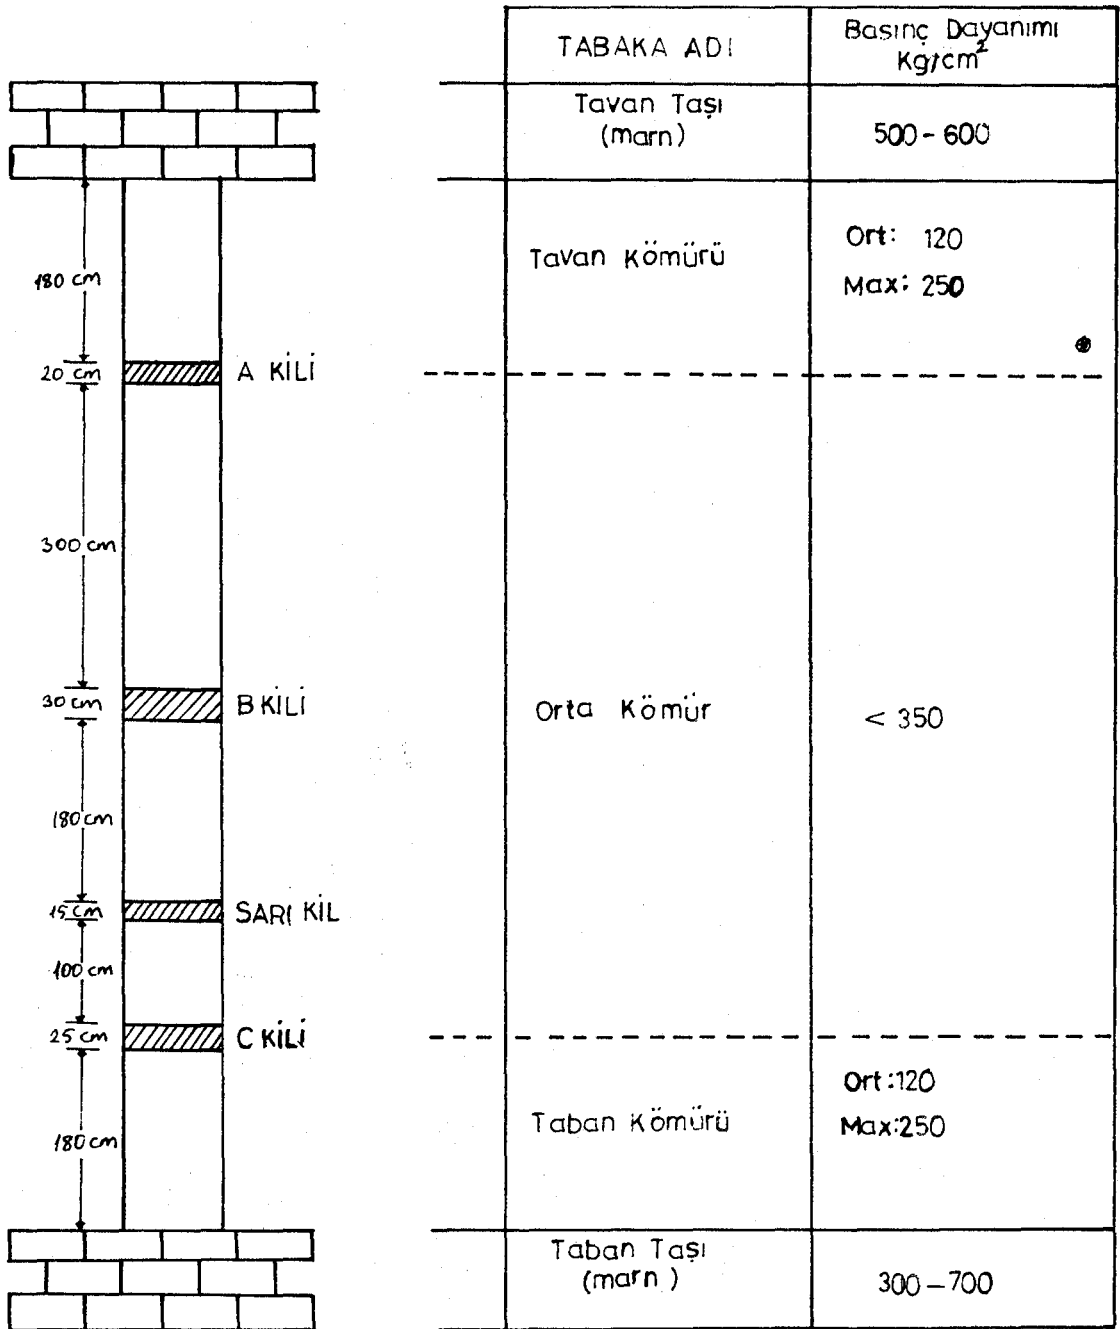 TABAKA ADI
Basınç Dayanımı
Kg/cm²
Tavan Taşı
(marn)
500-600
180 cm
Tavan Kömürü
Ort: 120
Max: 250
20 cm
A KİLİ
300 cm
30 cm
B KİLİ
Orta Kömür
< 350
180 cm
15 cm
SARI KİL
100 cm
25 cm
C KİLİ
180 cm
Taban Kömürü
Ort:120
Max:250
Taban Taşı
(marn)
300-700